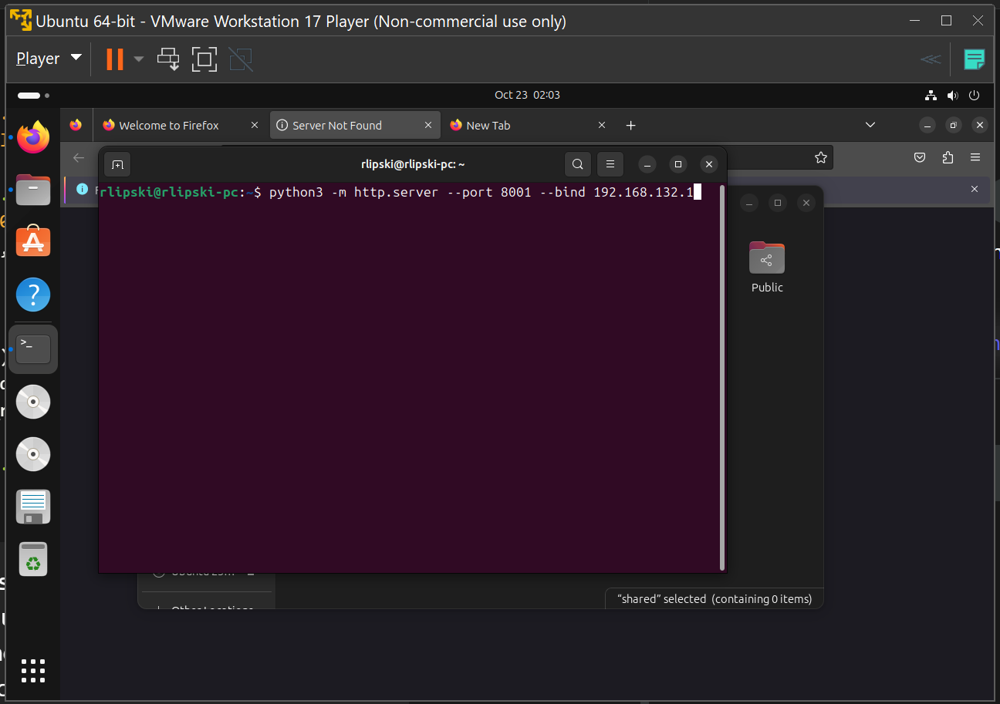 Ubuntu 64-bit - VMware Workstation 17 Player (Non-commercial use only)
Player
Oct 23 02:03
Welcome to Firefox
Server Not Found
New Tab
rlipski@rlipski-pc: ~
rlipski@rlipski-pc:~$ python3 -m http.server --port 8001 --bind 192.168.132.1
Public
Other Locations
“shared” selected (containing 0 items)